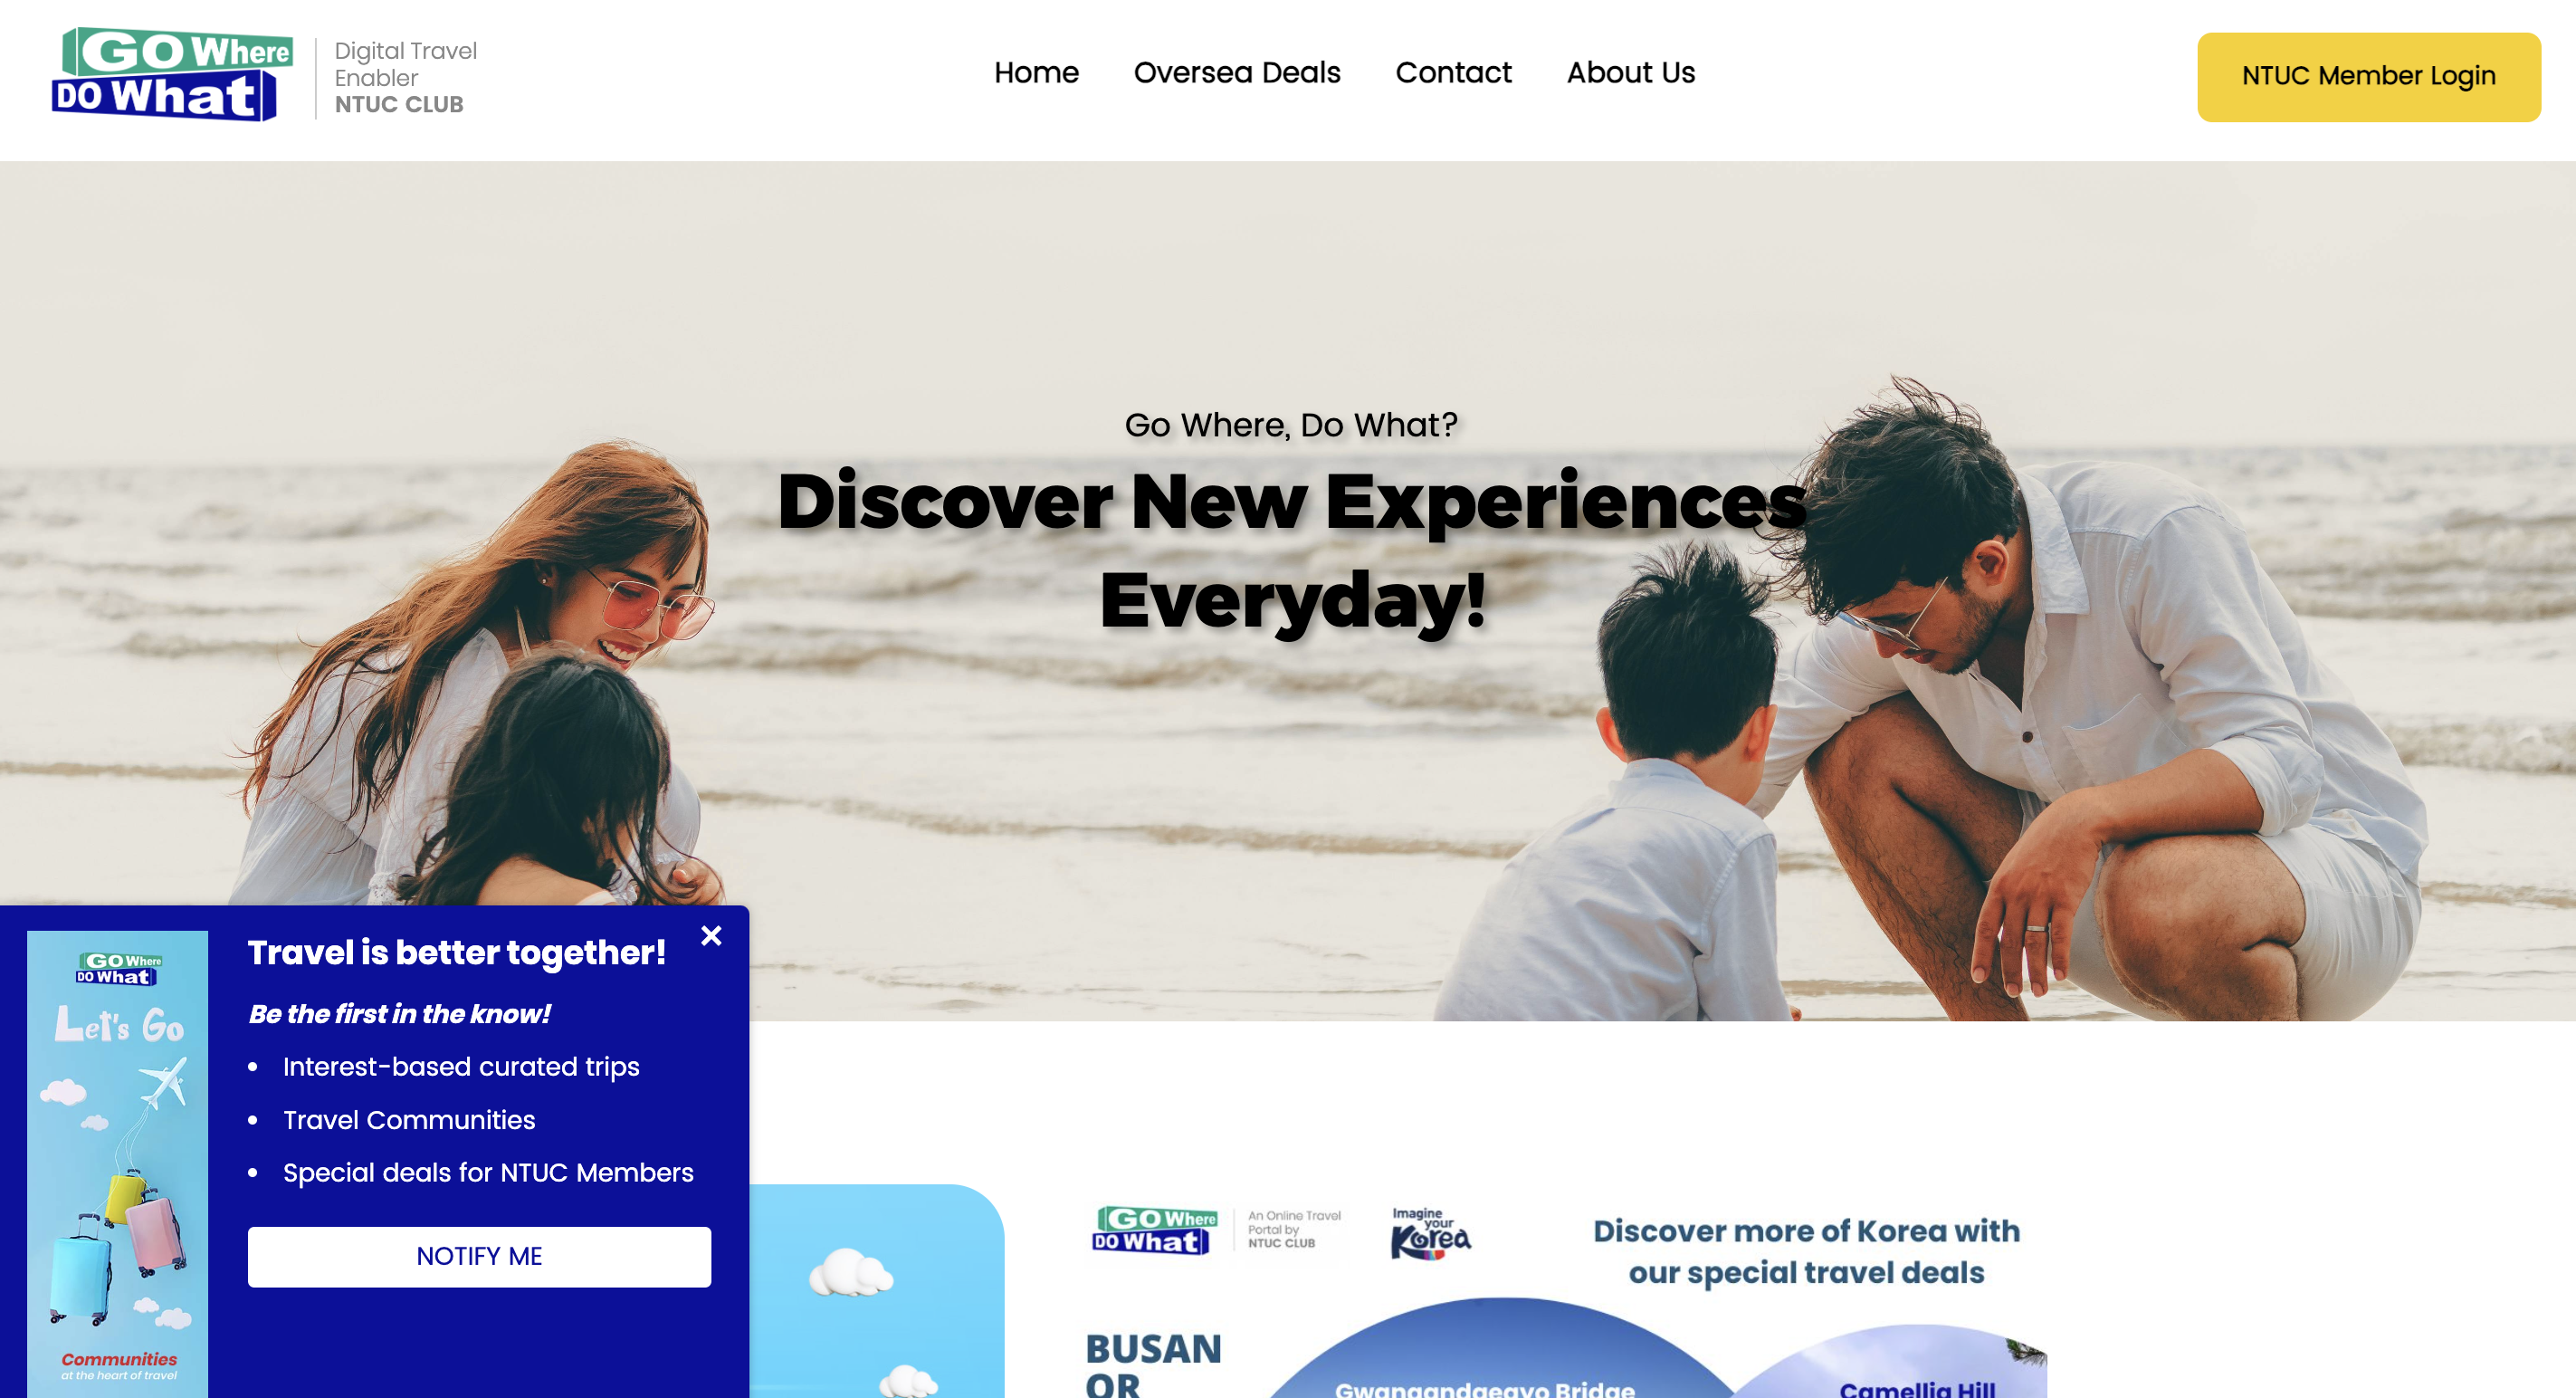 GO Where
DO What
Digital Travel
Enabler
NTUC CLUB
Home
Oversea Deals
Contact
About Us
NTUC Member Login
Go Where, Do What?
Discover New Experiences
Everyday!
GO Where
DO What
Let's Go
Communities
at the heart of travel
Travel is better together!
×
Be the first in the know!
• Interest-based curated trips
• Travel Communities
• Special deals for NTUC Members
NOTIFY ME
GO Where
DO What
An Online Travel
Portal by
NTUC CLUB
Imagine
your
Korea
Discover more of Korea with
our special travel deals
BUSAN
OR
Gwangandaegyo Bridge
Camellia Hill